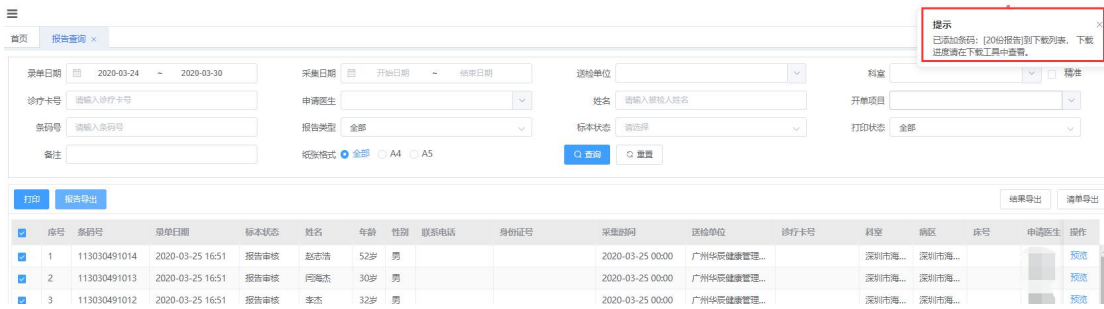 提示
已添加条码：[20份报告]到下载列表， 下载
进度请在下载工具中查看。
首页 报告查询 ×
录单日期 2020-03-24 ~ 2020-03-30 采集日期 开始日期 ~ 结束日期 送检单位 科室 精准
诊疗卡号 请输入诊疗卡号 申请医生 姓名 请输入被检人姓名 开单项目
条码号 请输入条码号 报告类型 全部 标本状态 请选择 打印状态 全部
备注 纸张格式 全部 A4 A5 查询 重置
打印 报告导出 结果导出 清单导出
序号 条码号 录单日期 标本状态 姓名 年龄 性别 联系电话 身份证号 采集时间 送检单位 诊疗卡号 科室 病区 床号 申请医生 操作
1 113030491014 2020-03-25 16:51 报告审核 赵志浩 52岁 男 2020-03-25 00:00 广州华辰健康管理... 深圳市海... 深圳市海... 预览
2 113030491013 2020-03-25 16:51 报告审核 闫海杰 30岁 男 2020-03-25 00:00 广州华辰健康管理... 深圳市海... 深圳市海... 预览
3 113030491012 2020-03-25 16:51 报告审核 李杰 32岁 男 2020-03-25 00:00 广州华辰健康管理... 深圳市海... 深圳市海... 预览